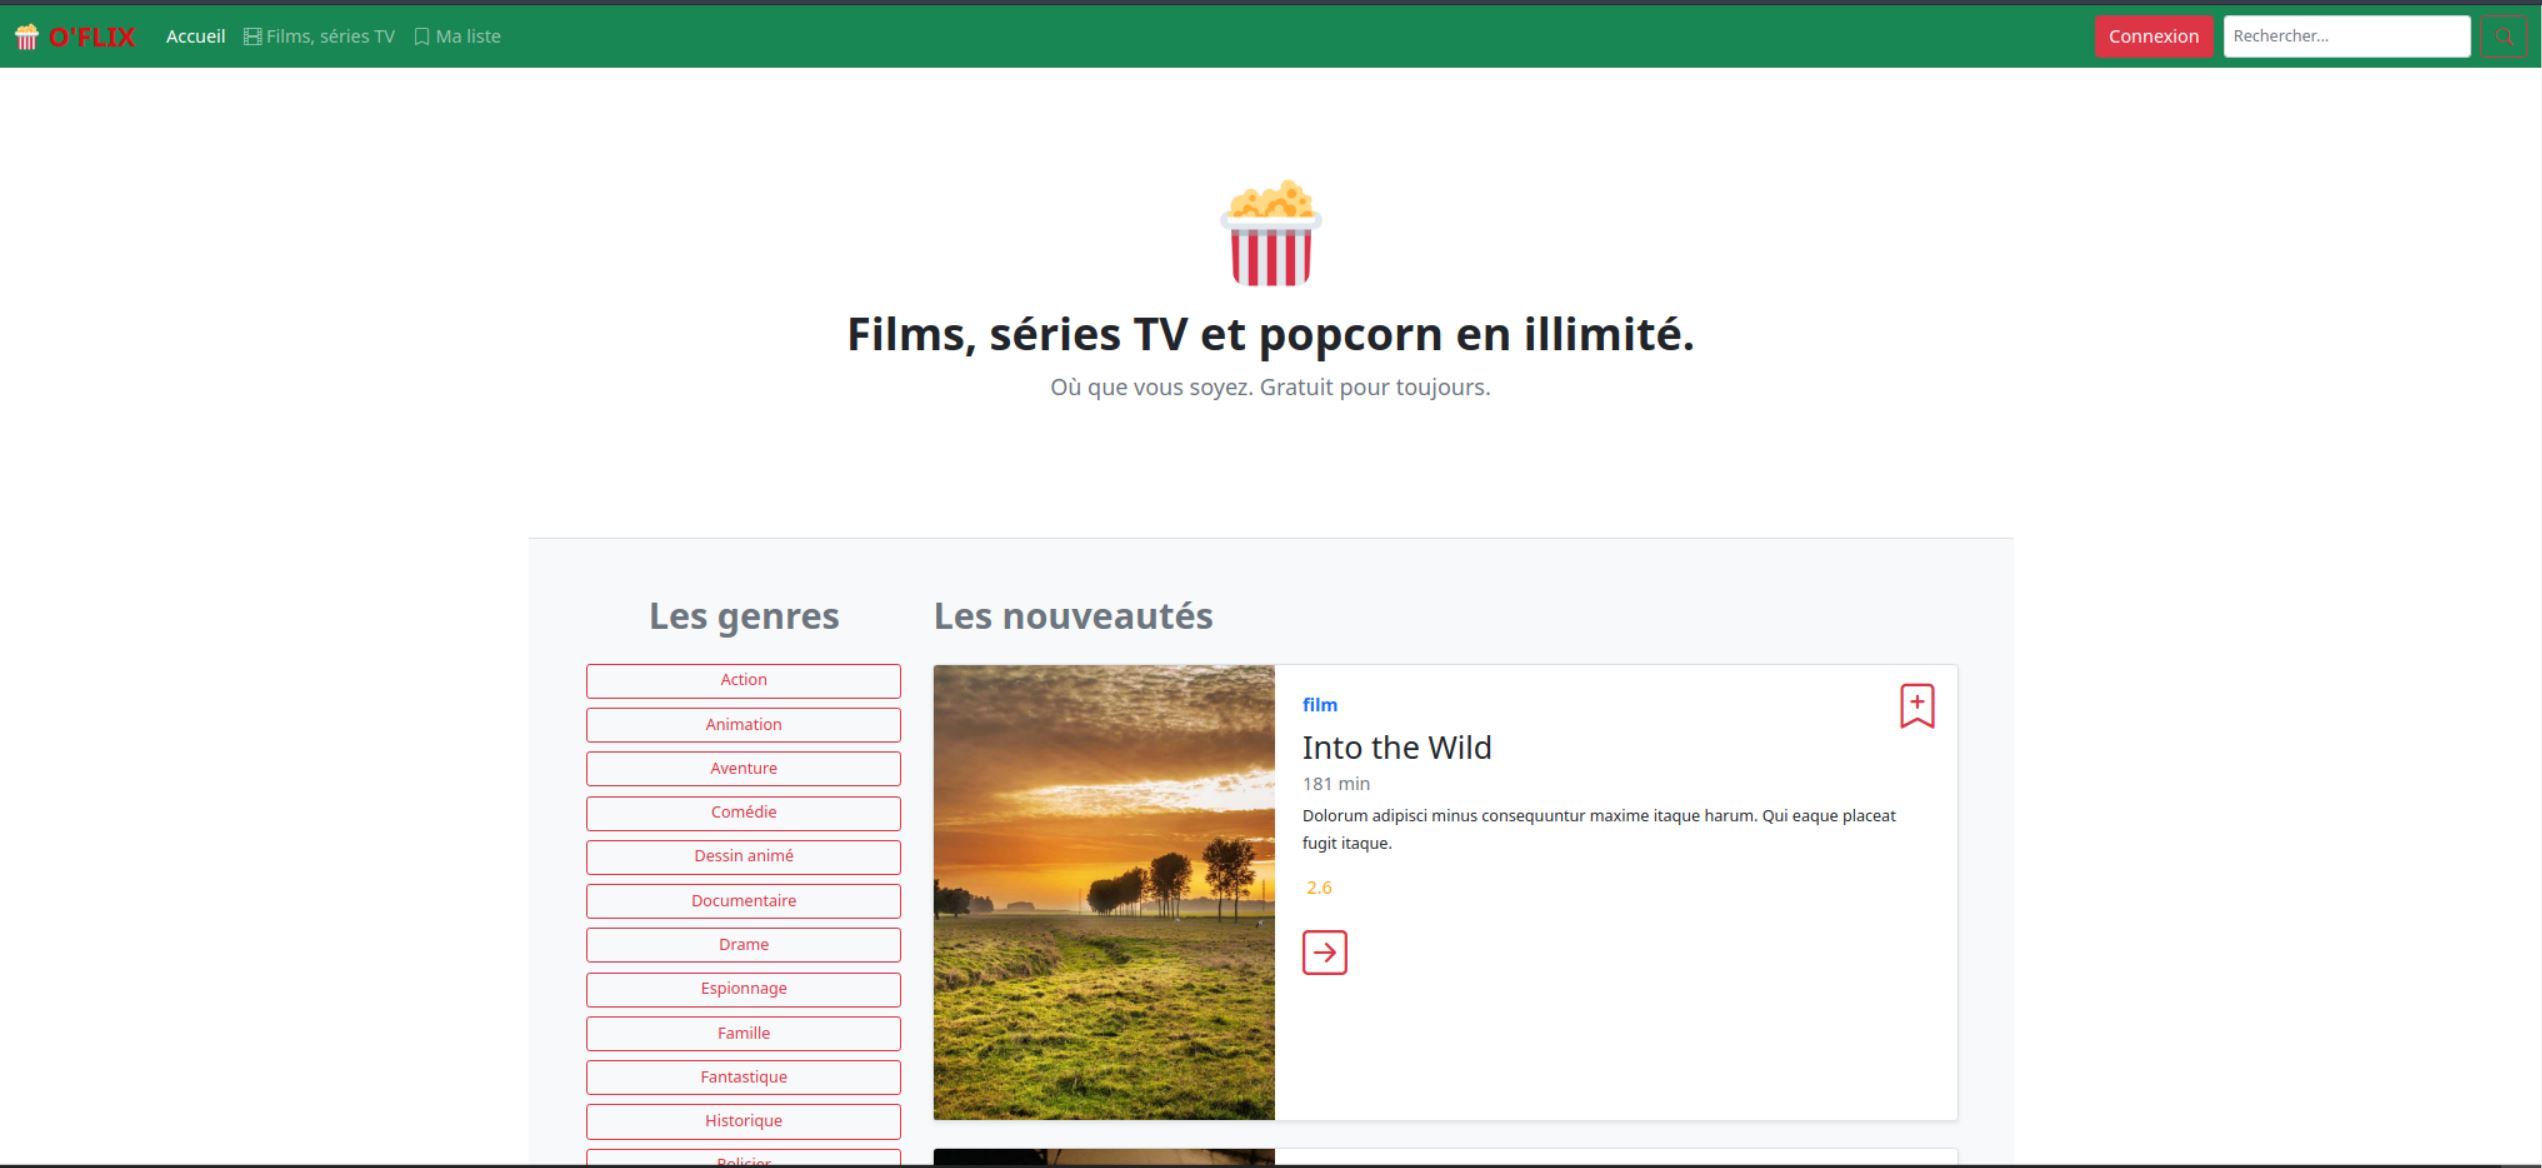 O'FLIX
Accueil
Films, séries TV
Ma liste
Connexion
Rechercher...
Films, séries TV et popcorn en illimité.
Où que vous soyez. Gratuit pour toujours.
Les genres
Action
Animation
Aventure
Comédie
Dessin animé
Documentaire
Drame
Espionnage
Famille
Fantastique
Historique
Policier
Les nouveautés
film
Into the Wild
181 min
Dolorum adipisci minus consequuntur maxime itaque harum. Qui eaque placeat
fugit itaque.
2.6